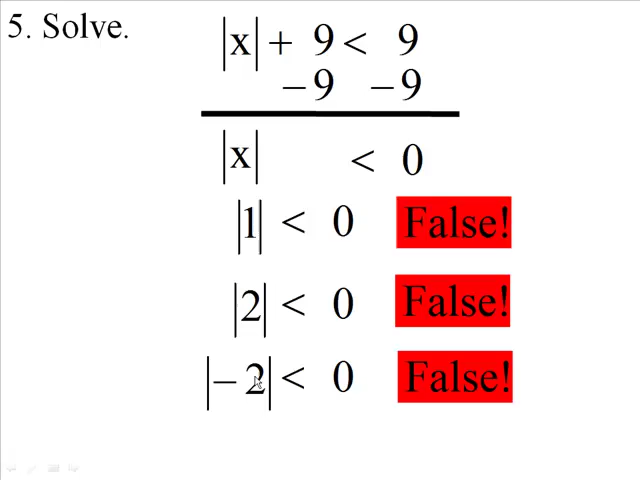 5. Solve.
|x| + 9 < 9
– 9 – 9
|x| < 0
|1| < 0 False!
|2| < 0 False!
|– 2| < 0 False!